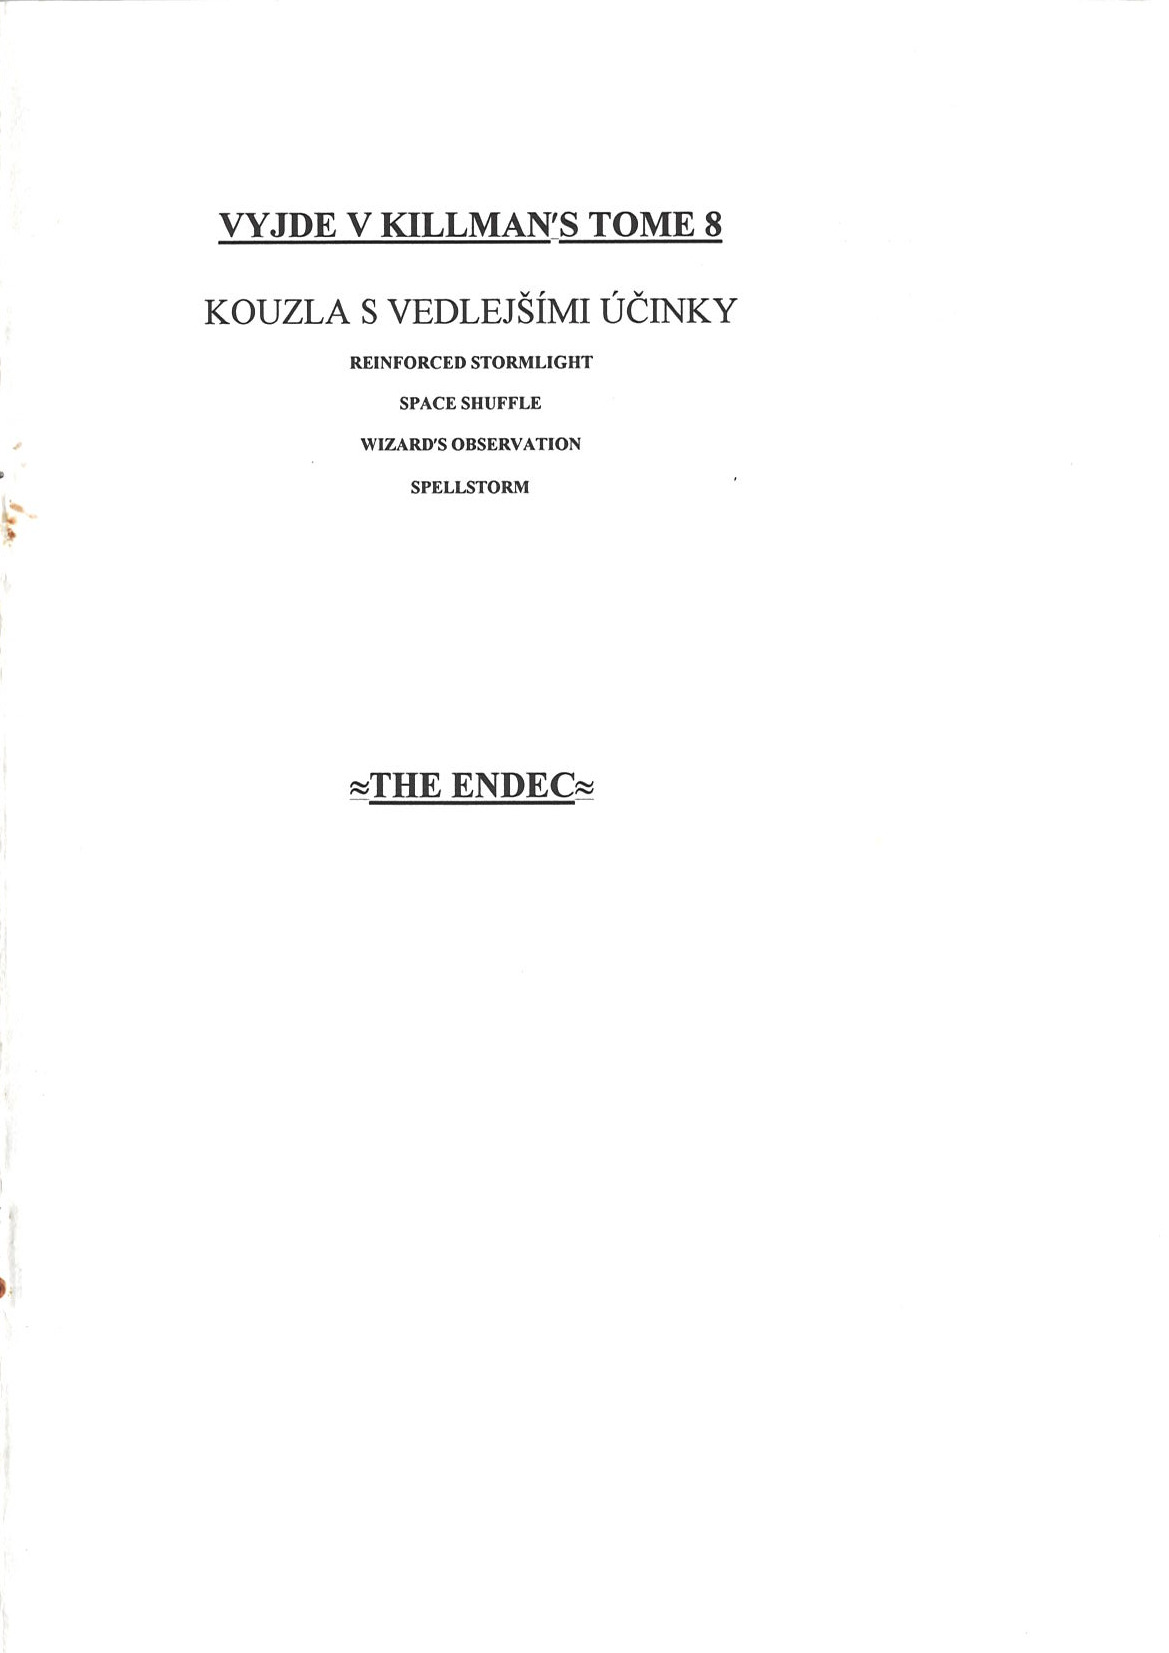 VYJDE V KILLMAN'S TOME 8
KOUZLA S VEDLEJŠÍMI ÚČINKY
REINFORCED STORMLIGHT
SPACE SHUFFLE
WIZARD'S OBSERVATION
SPELLSTORM
≈THE ENDEC≈